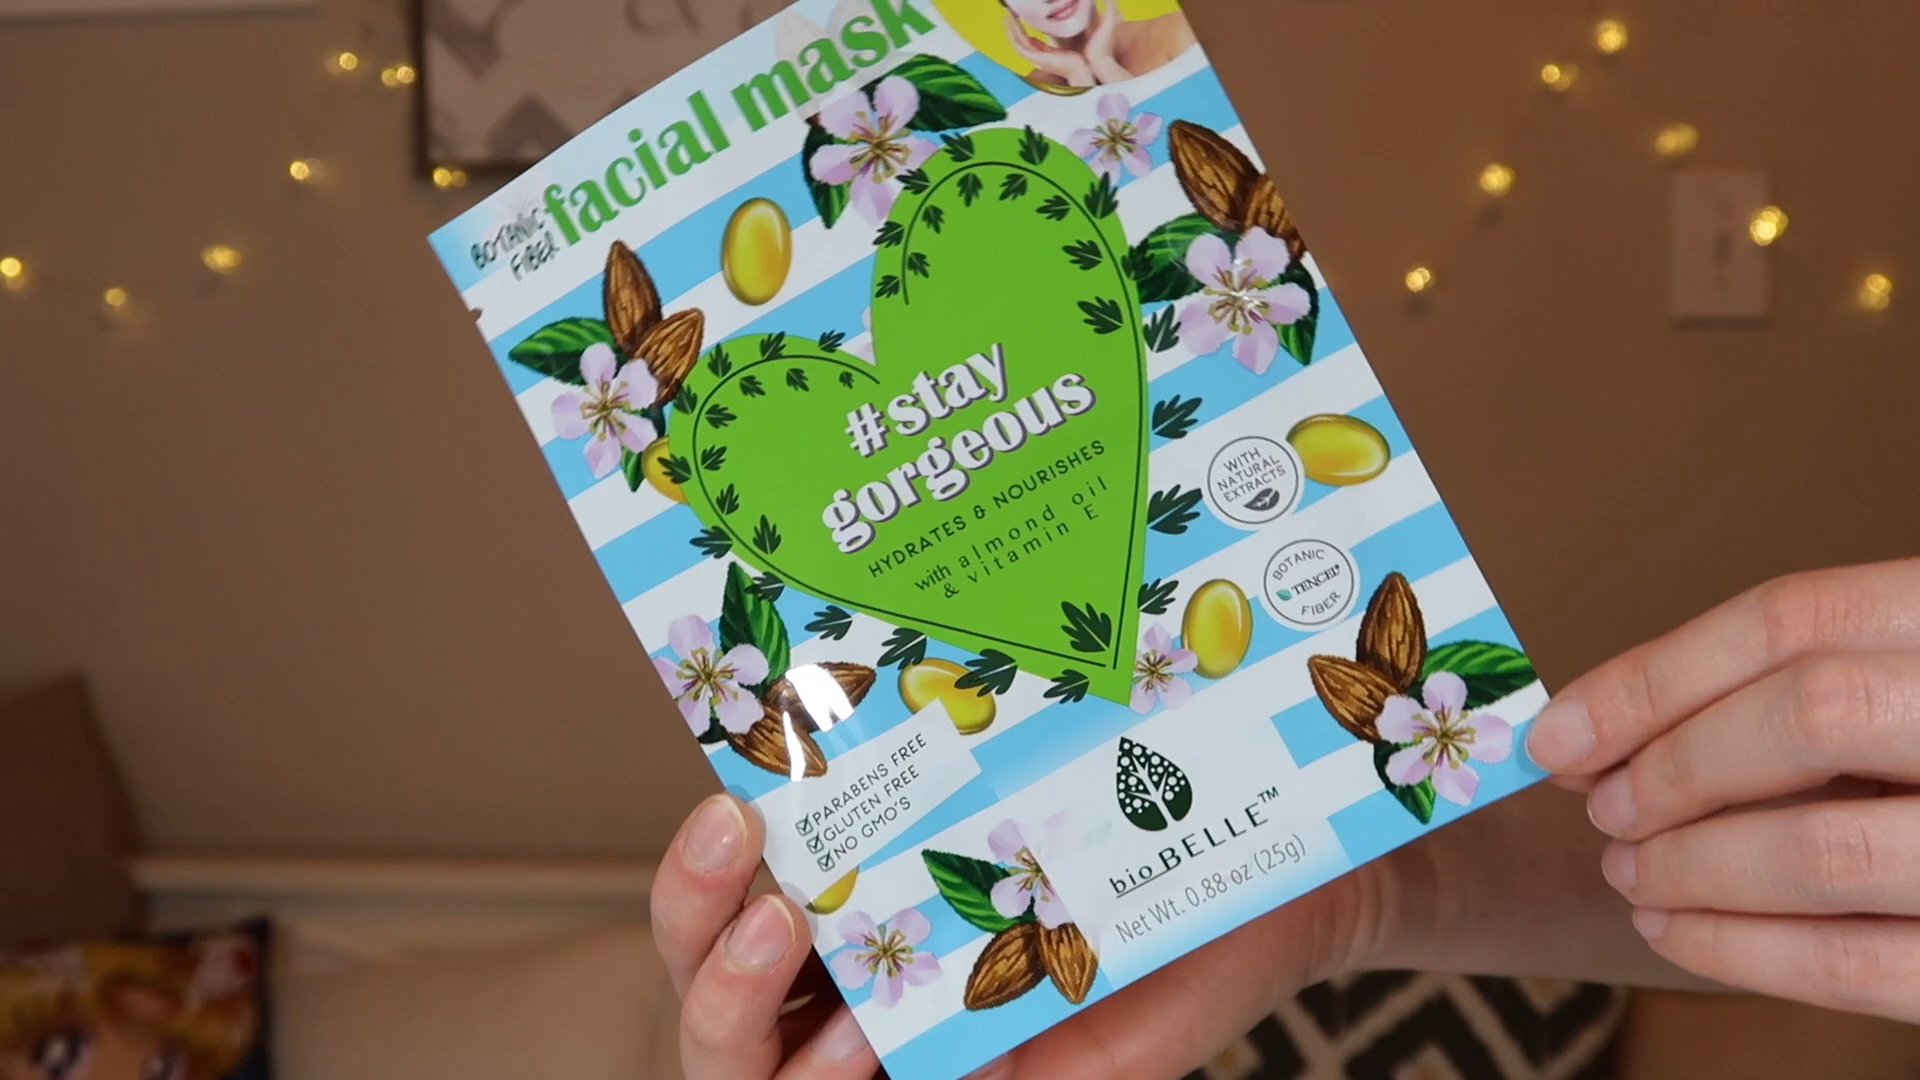 BOTANIC
FIBER
facial mask
#stay
gorgeous
HYDRATES & NOURISHES
with almond oil
& vitamin E
WITH
NATURAL
EXTRACTS
BOTANIC
TENCEL®
FIBER
PARABENS FREE
GLUTEN FREE
NO GMO'S
bio BELLE™
Net Wt. 0.88 oz (25g)